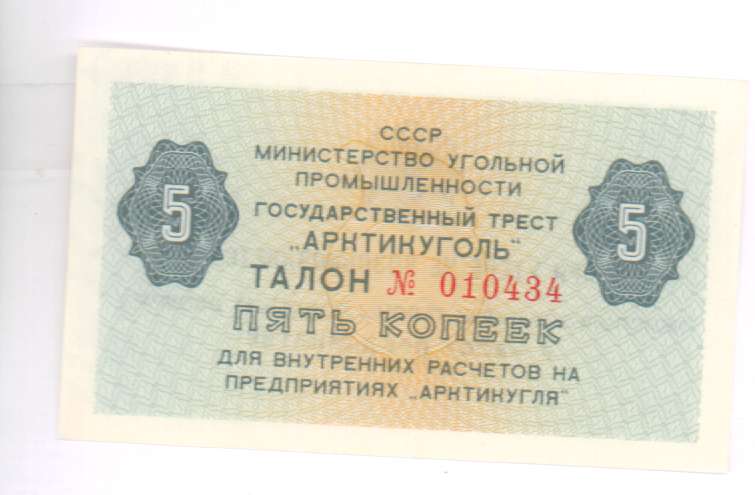 СССР
МИНИСТЕРСТВО УГОЛЬНОЙ
ПРОМЫШЛЕННОСТИ
ГОСУДАРСТВЕННЫЙ ТРЕСТ
„АРКТИКУГОЛЬ"
ТАЛОН № 010434
5 5
ПЯТЬ КОПЕЕК
ДЛЯ ВНУТРЕННИХ РАСЧЕТОВ НА
ПРЕДПРИЯТИЯХ „АРКТИКУГЛЯ"